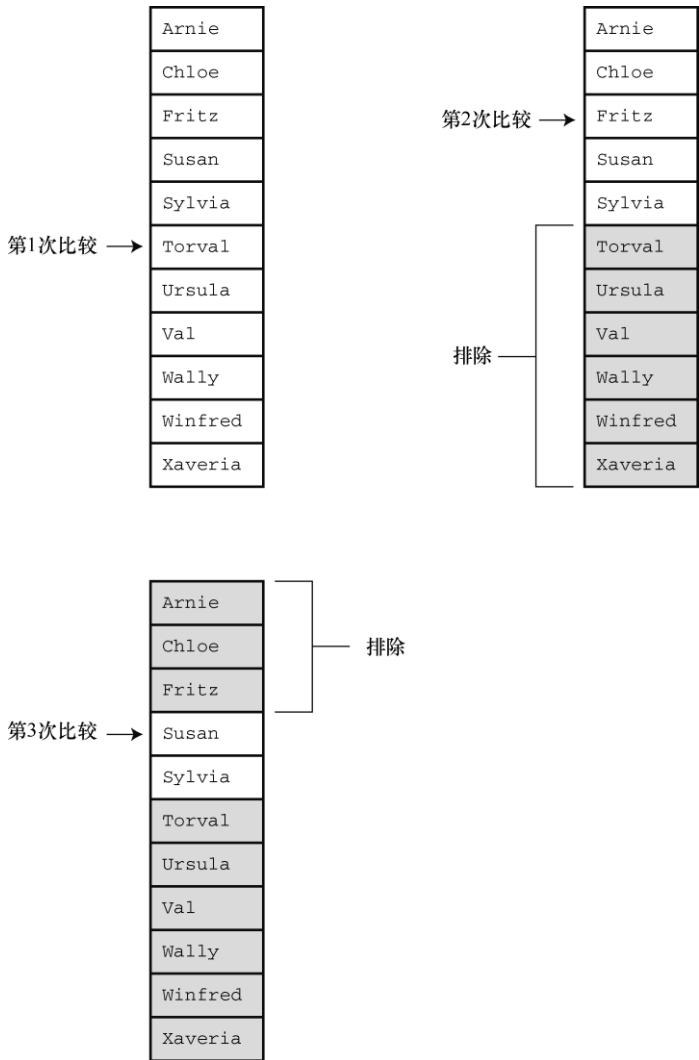 Arnie
Chloe
Fritz
Susan
Sylvia
第1次比较
Torval
Ursula
Val
Wally
Winfred
Xaveria
Arnie
Chloe
第2次比较
Fritz
Susan
Sylvia
Torval
Ursula
Val
排除
Wally
Winfred
Xaveria
Arnie
Chloe
排除
Fritz
第3次比较
Susan
Sylvia
Torval
Ursula
Val
Wally
Winfred
Xaveria